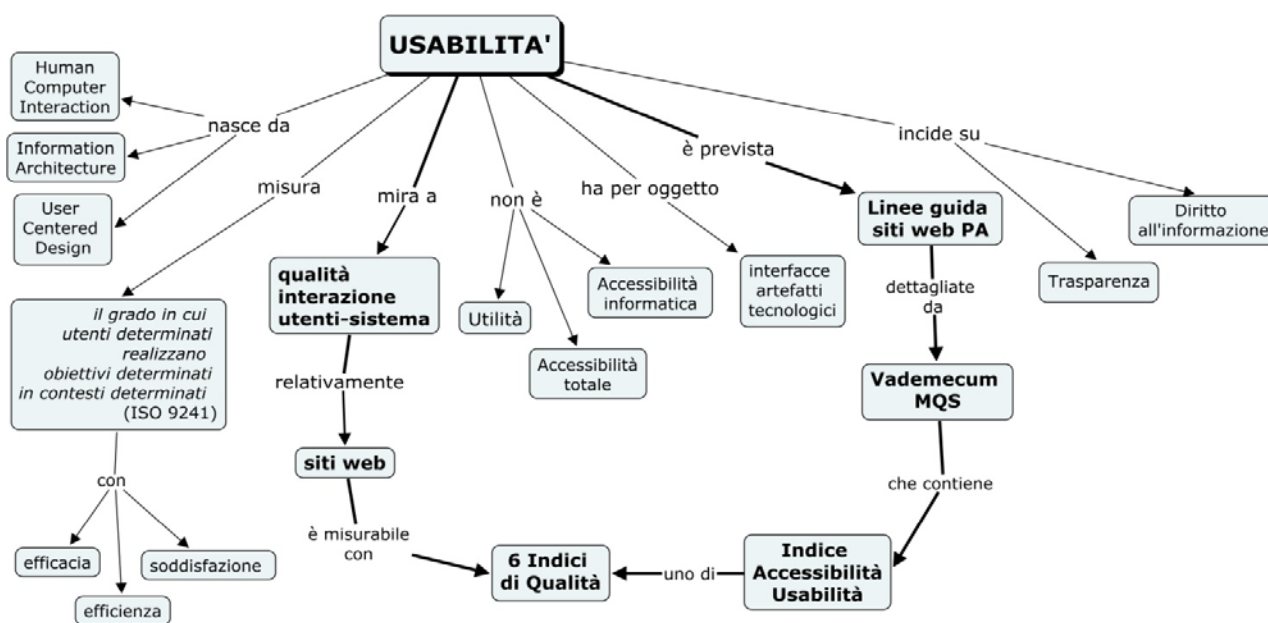 USABILITA'
Human
Computer
Interaction
nasce da
Information
Architecture
User
Centered
Design
misura
il grado in cui
utenti determinati
realizzano
obiettivi determinati
in contesti determinati
(ISO 9241)
con
efficacia
efficienza
soddisfazione
mira a
qualità
interazione
utenti-sistema
relativamente
siti web
è misurabile
con
6 Indici
di Qualità
non è
Utilità
Accessibilità
totale
Accessibilità
informatica
ha per oggetto
interfacce
artefatti
tecnologici
è prevista
Linee guida
siti web PA
dettagliate
da
Vademecum
MQS
che contiene
Indice
Accessibilità
Usabilità
uno di
incide su
Trasparenza
Diritto
all'informazione